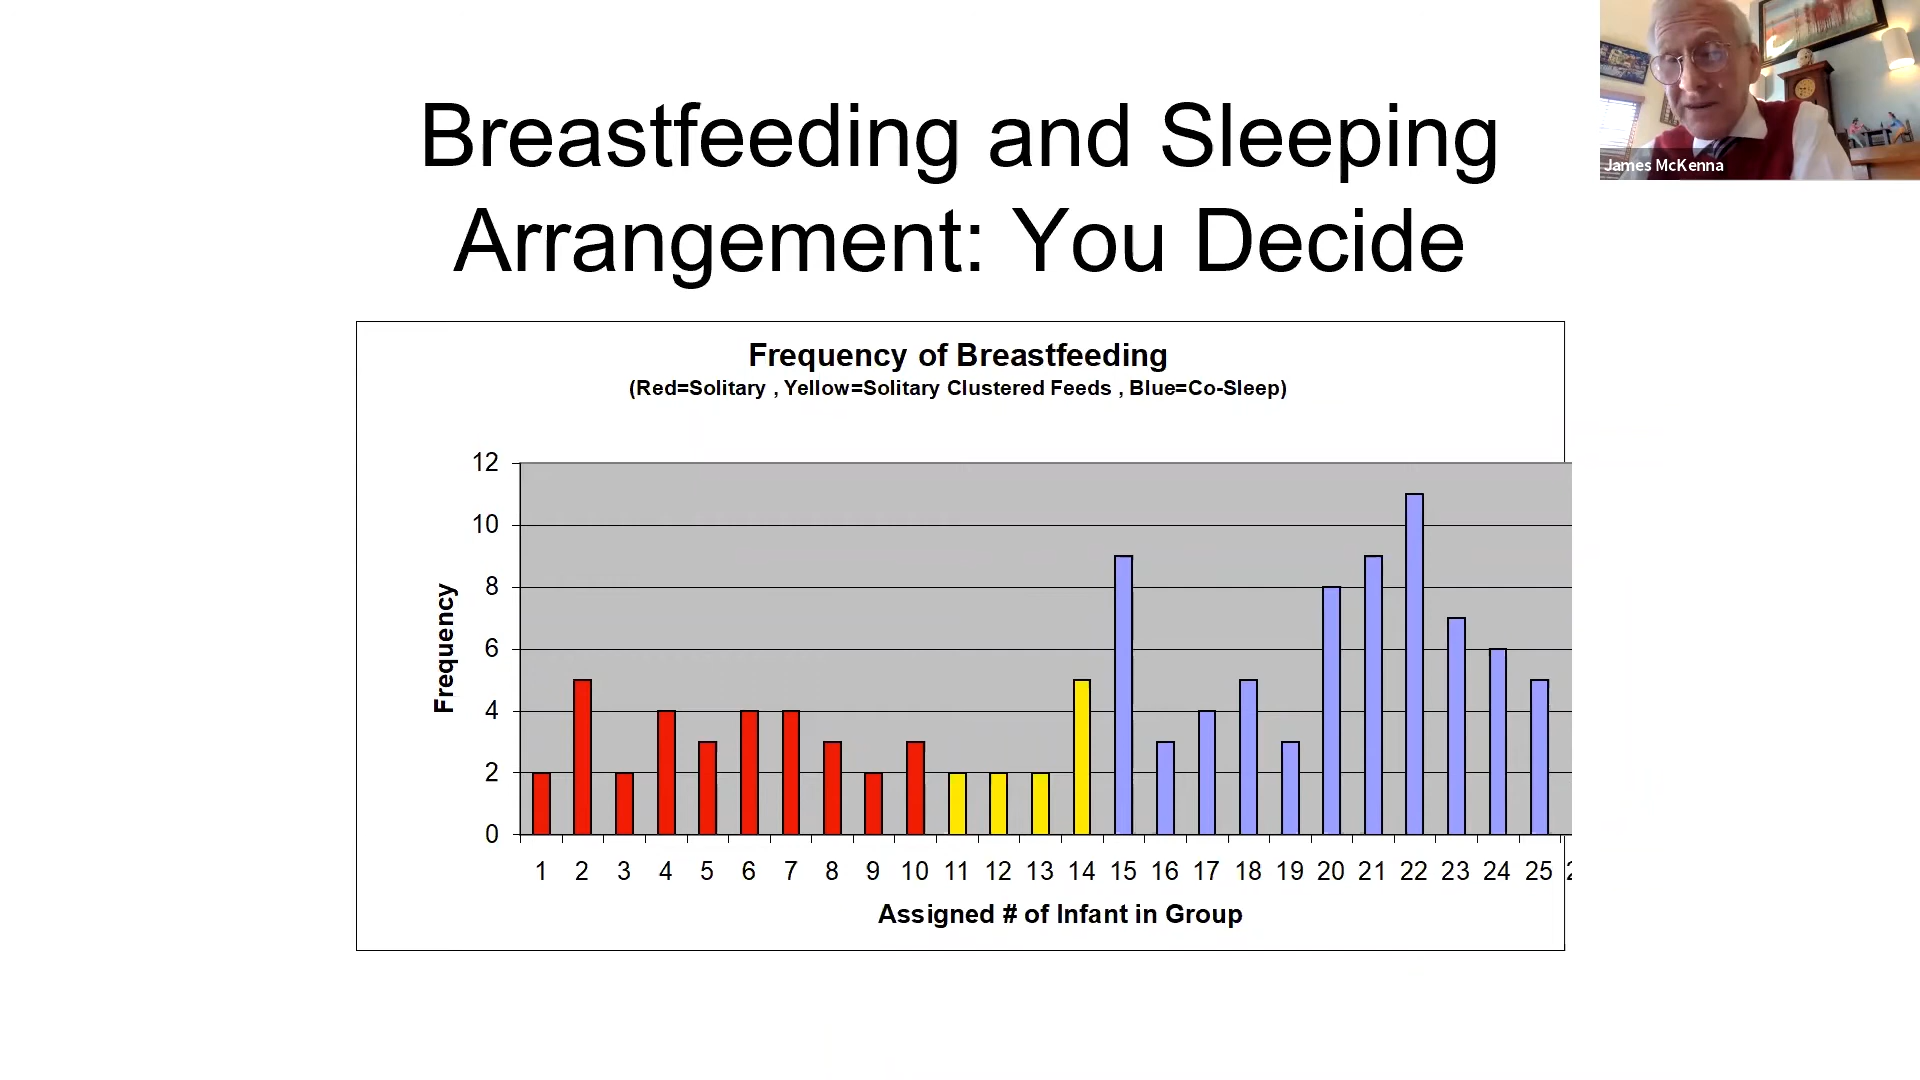 Breastfeeding and Sleeping
Arrangement: You Decide
James McKenna
Frequency of Breastfeeding
(Red=Solitary , Yellow=Solitary Clustered Feeds , Blue=Co-Sleep)
Frequency
12
10
8
6
4
2
0
1 2 3 4 5 6 7 8 9 10 11 12 13 14 15 16 17 18 19 20 21 22 23 24 25
Assigned # of Infant in Group